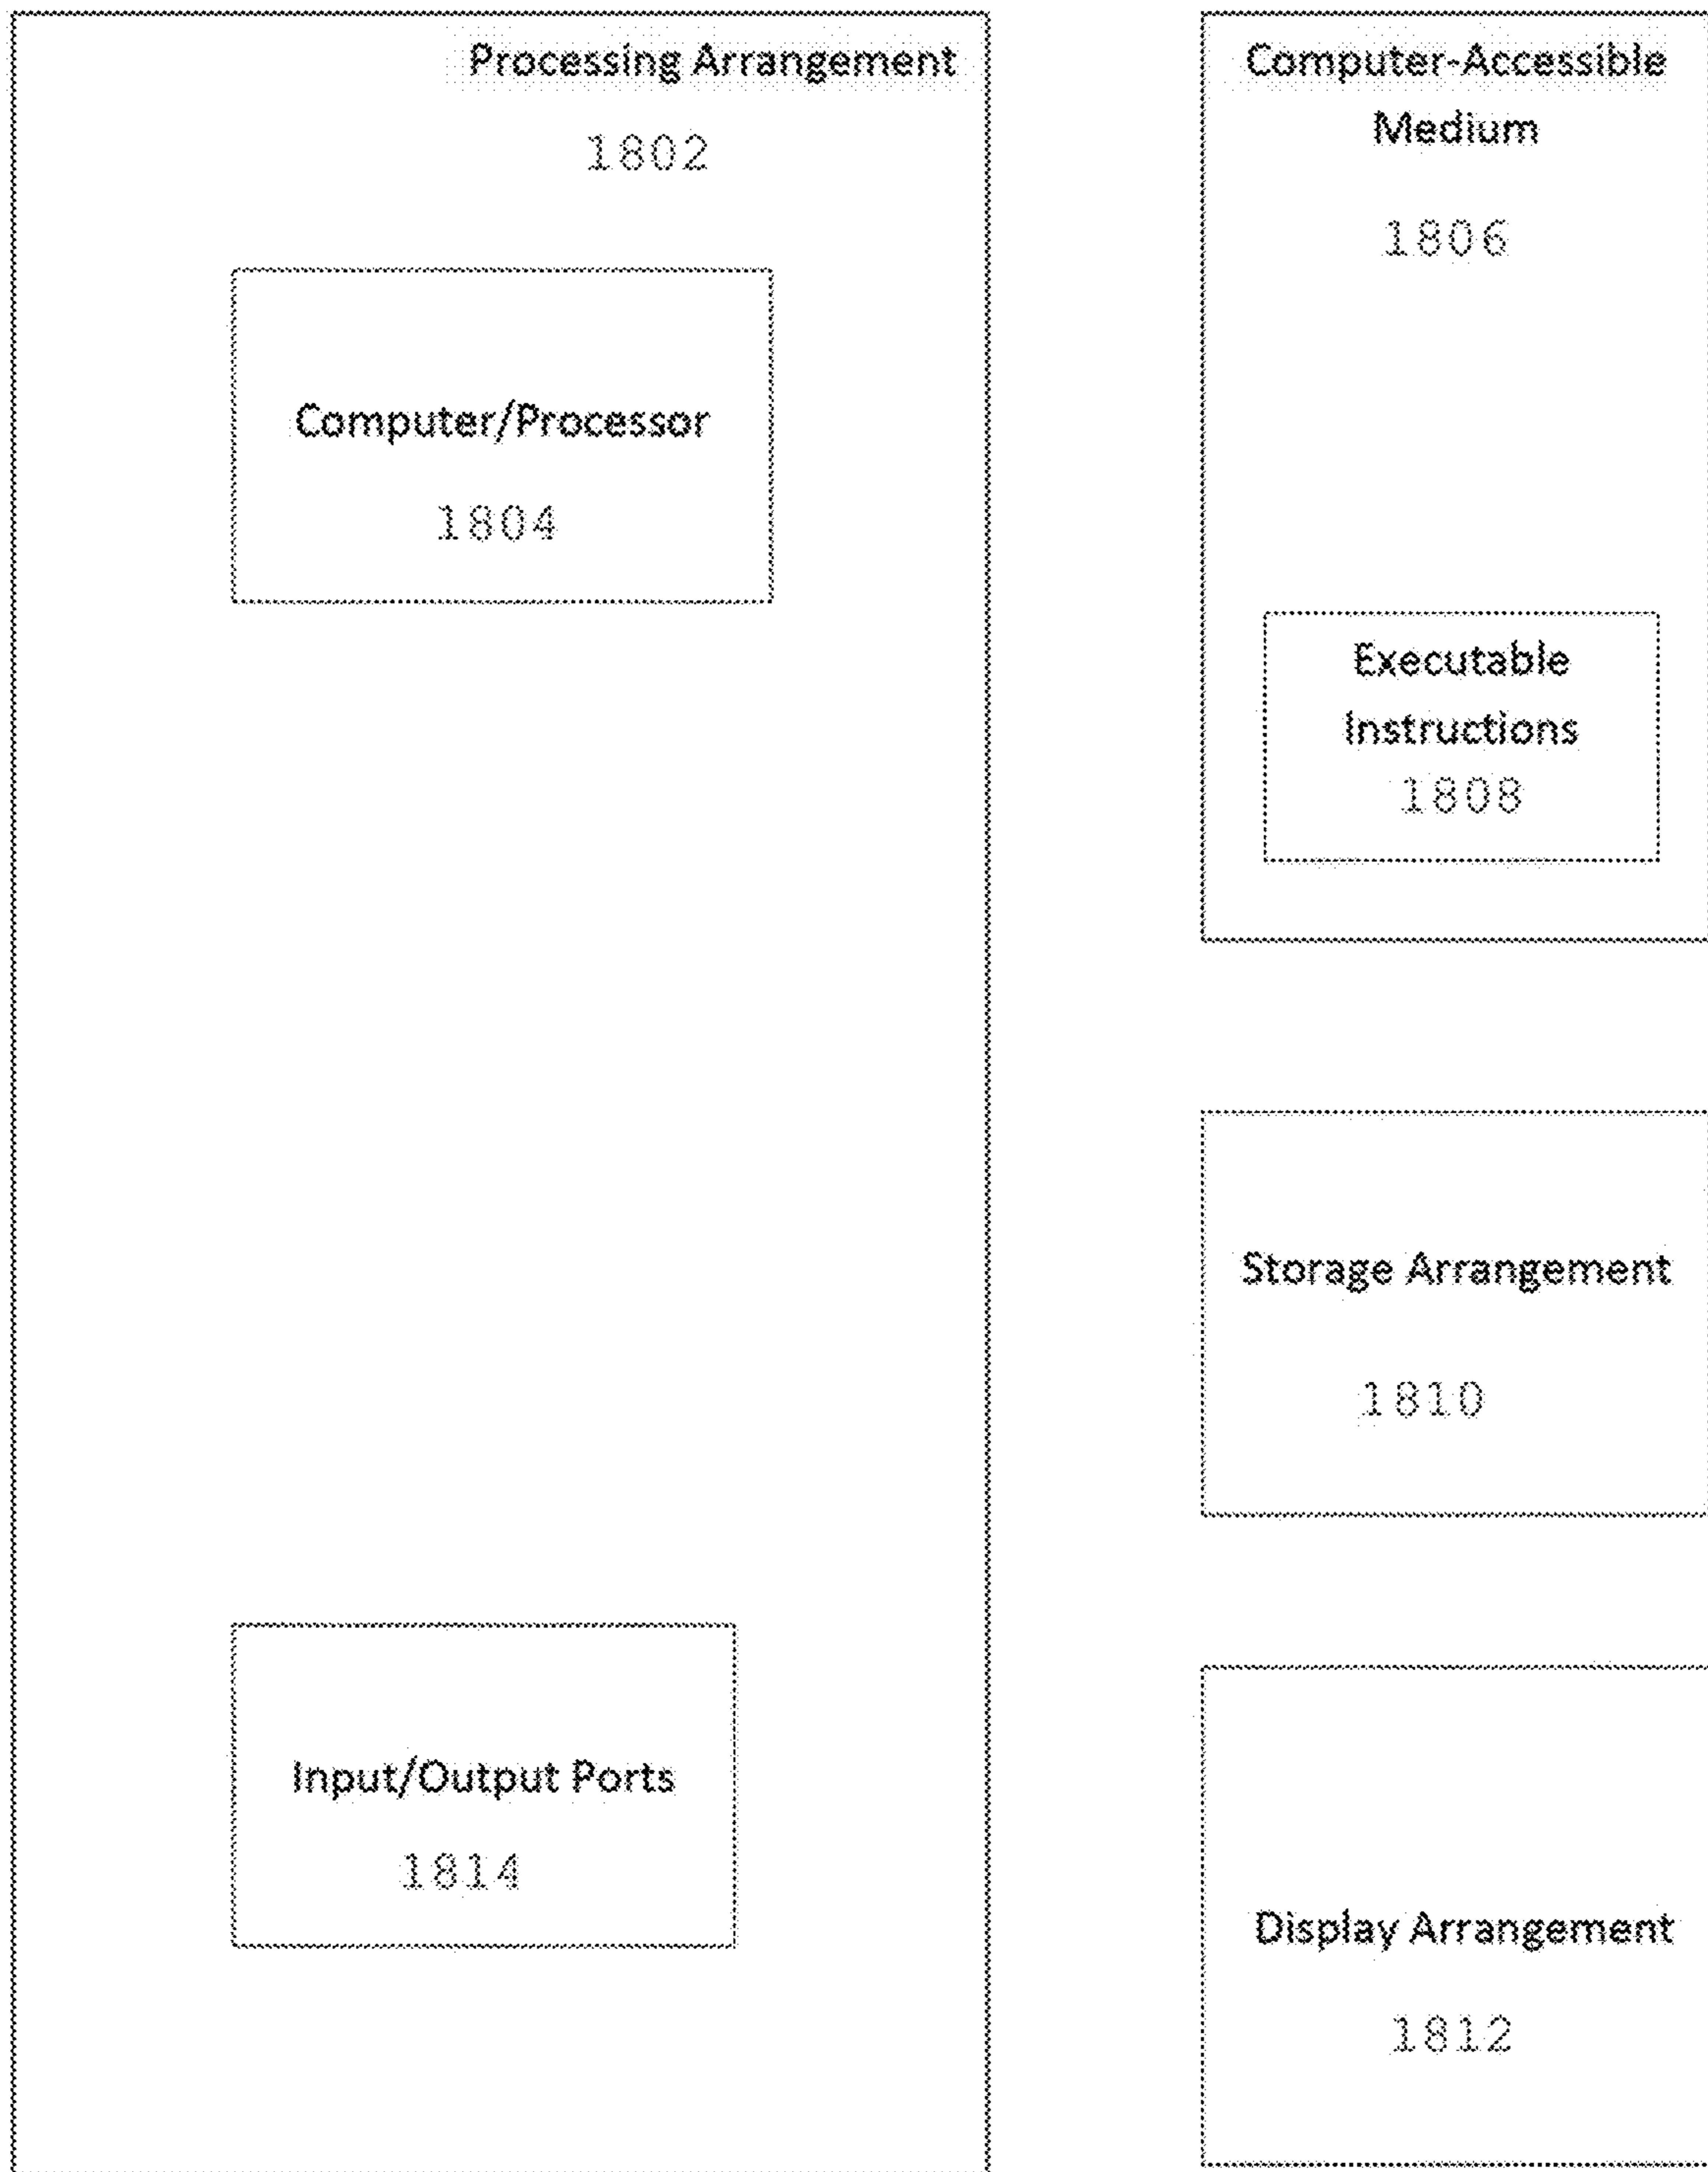 Processing Arrangement
1802
Computer/Processor
1804
Input/Output Ports
1814
Computer-Accessible
Medium
1806
Executable
Instructions
1808
Storage Arrangement
1810
Display Arrangement
1812